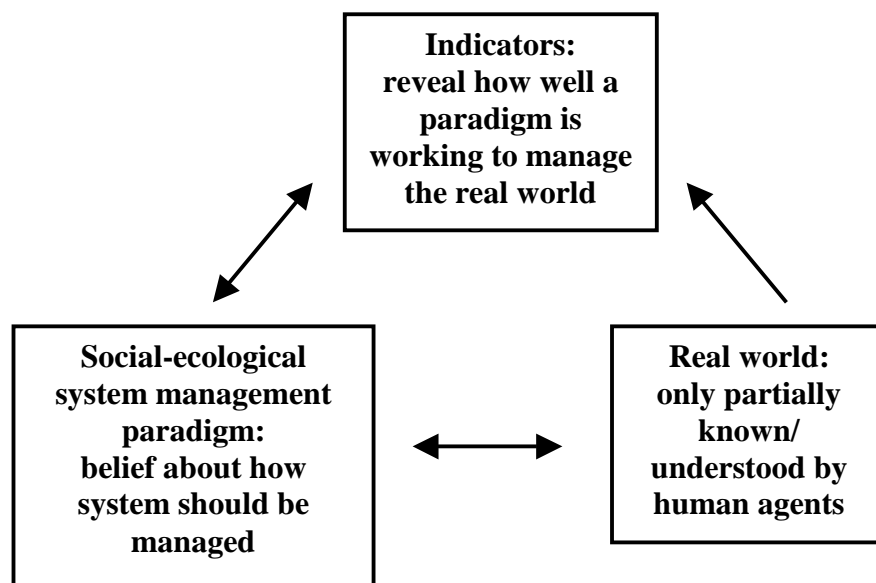 Indicators:
reveal how well a
paradigm is
working to manage
the real world
Social-ecological
system management
paradigm:
belief about how
system should be
managed
Real world:
only partially
known/
understood by
human agents